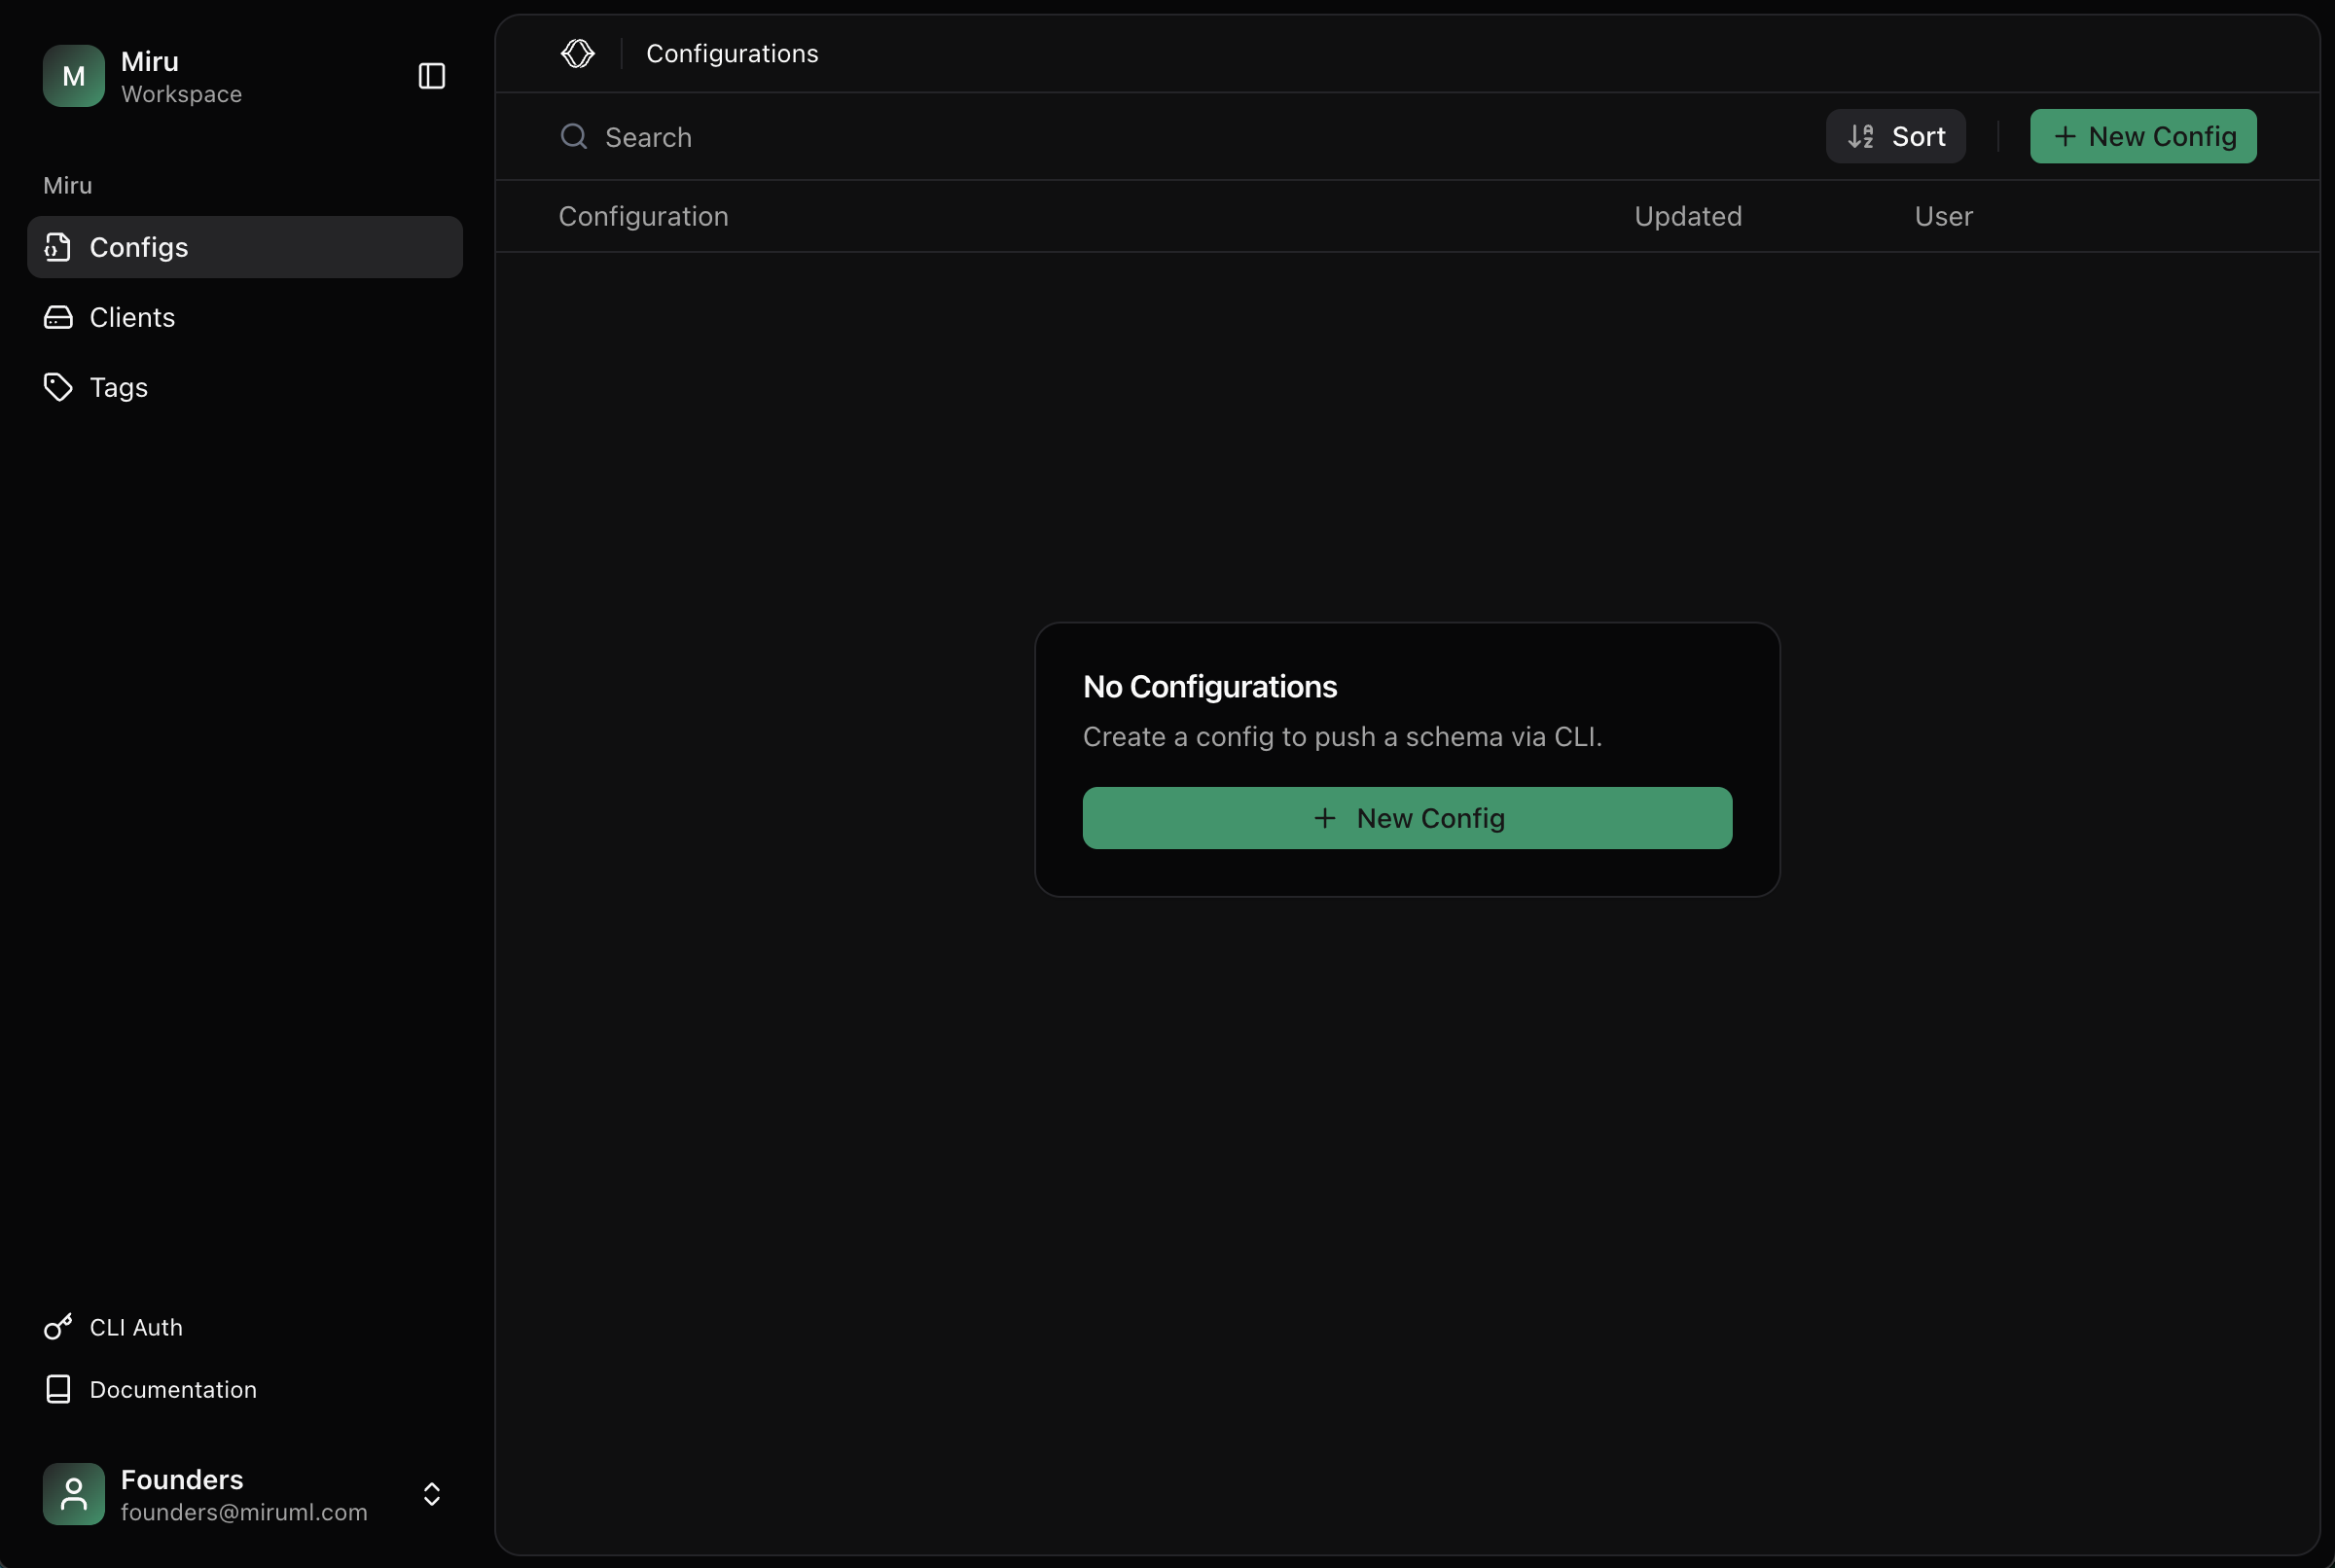 M
Miru
Workspace
Miru
Configs
Clients
Tags
CLI Auth
Documentation
Founders
founders@miruml.com
Configurations
Search
Sort
New Config
Configuration
Updated
User
No Configurations
Create a config to push a schema via CLI.
New Config